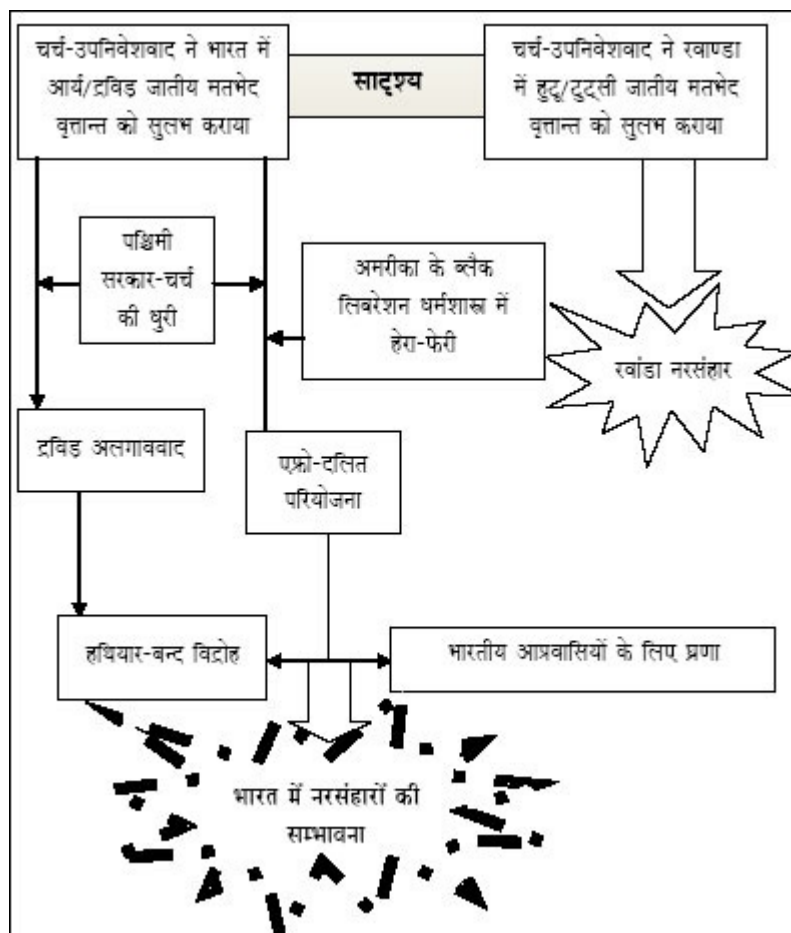 चर्च-उपनिवेशवाद ने भारत में
आर्य/द्रविड़ जातीय मतभेद
वृत्तान्त को सुलभ कराया
सादृश्य
चर्च-उपनिवेशवाद ने रवाण्डा
में हुटू/टुट्सी जातीय मतभेद
वृत्तान्त को सुलभ कराया
पश्चिमी
सरकार-चर्च
की धुरी
अमरीका के ब्लैक
लिबरेशन धर्मशास्त्र में
हेरा-फेरी
रवांडा नरसंहार
द्रविड़ अलगाववाद
एफ्रो-दलित
परियोजना
हथियार-बन्द विद्रोह
भारतीय आप्रवासियों के लिए घ्रणा
भारत में नरसंहारों की
सम्भावना